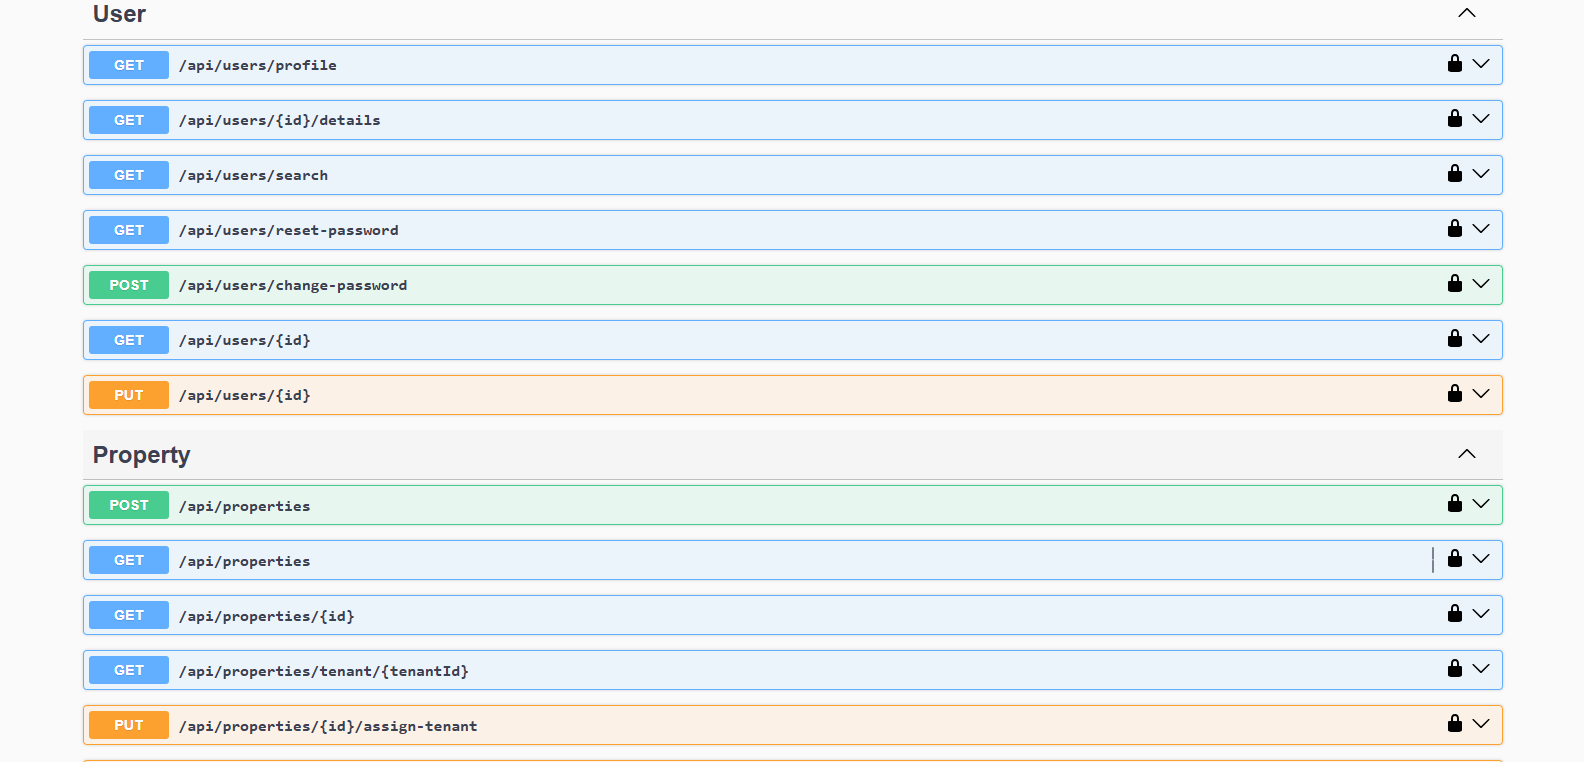 User
GET /api/users/profile
GET /api/users/{id}/details
GET /api/users/search
GET /api/users/reset-password
POST /api/users/change-password
GET /api/users/{id}
PUT /api/users/{id}
Property
POST /api/properties
GET /api/properties
GET /api/properties/{id}
GET /api/properties/tenant/{tenantId}
PUT /api/properties/{id}/assign-tenant